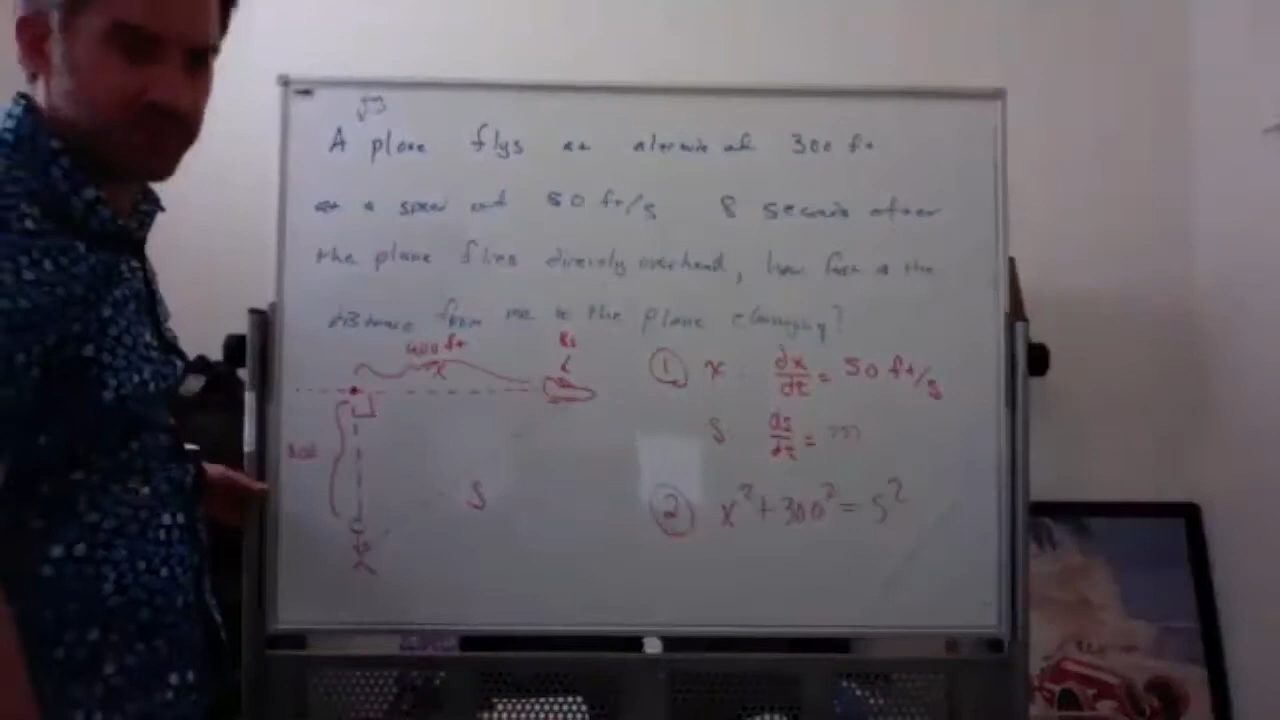 A plane flys at altitude of 300 ft
at a speed of 50 ft/s 8 seconds after
the plane flies directly overhead, how fast is the
distance from me to the plane changing?
400 ft
8s
x
300
s
① x dx/dt = 50 ft/s
s ds/dt = ???
② x² + 300² = s²